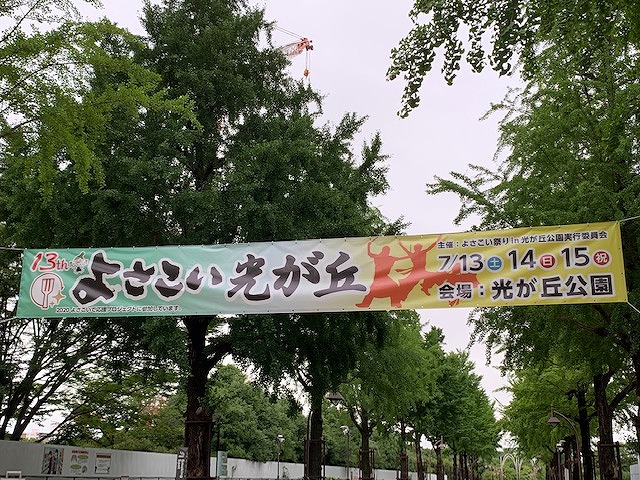 13th
よさこい光が丘
2020 よさこいで応援プロジェクトに参加しています。
主催：よさこい祭り in 光が丘公園実行委員会
7/13 土 14 日 15 祝
会場：光が丘公園